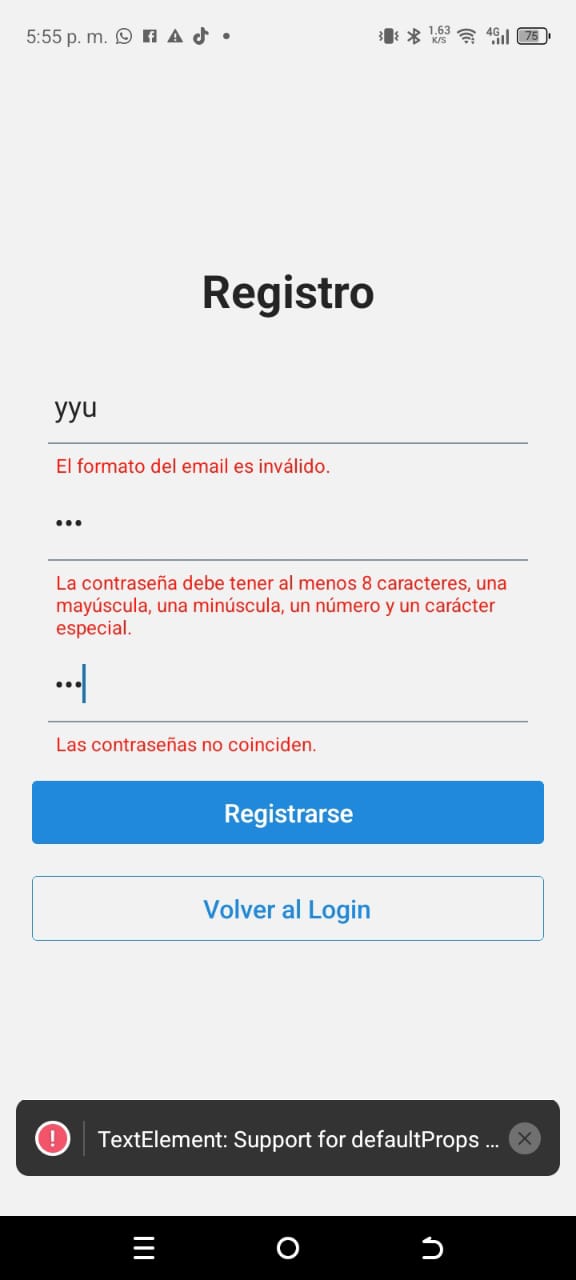 5:55 p. m.
1.63
K/S
4G
75
Registro
yyu
El formato del email es inválido.
•••
La contraseña debe tener al menos 8 caracteres, una
mayúscula, una minúscula, un número y un carácter
especial.
•••
Las contraseñas no coinciden.
Registrarse
Volver al Login
TextElement: Support for defaultProps ...